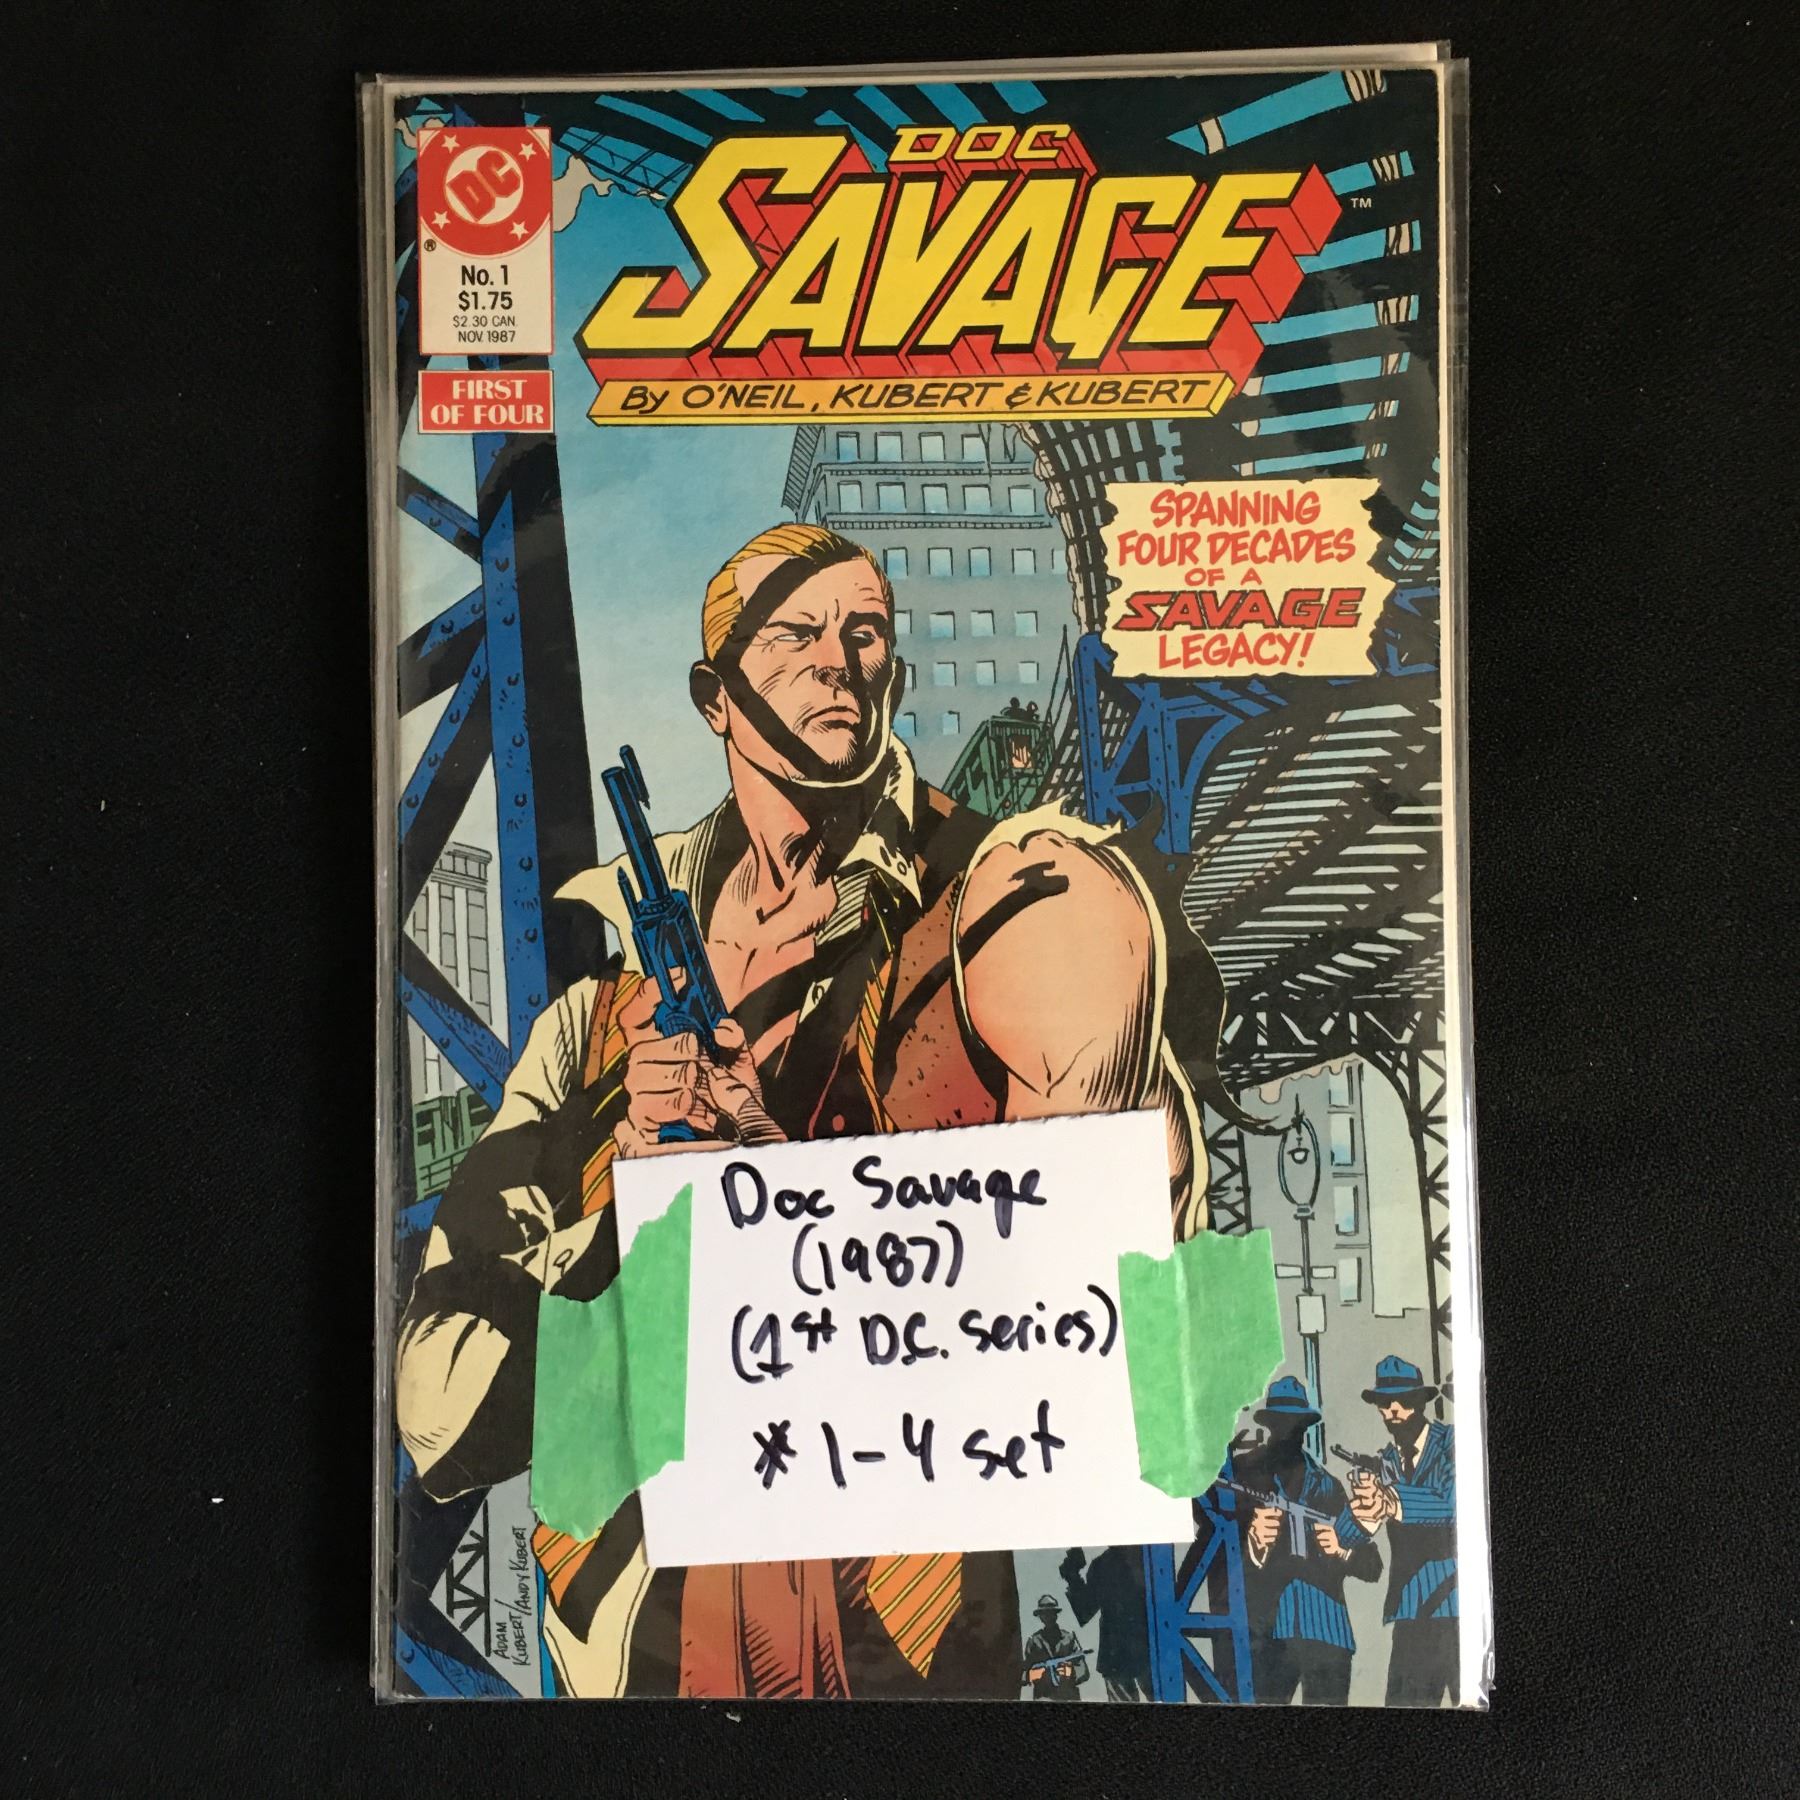 DC
®
No. 1
$1.75
$2.30 CAN.
NOV. 1987
FIRST
OF FOUR
DOC
SAVAGE
™
By O'NEIL, KUBERT & KUBERT
SPANNING
FOUR DECADES
OF A
SAVAGE
LEGACY!
Doc Savage
(1987)
(1st D.C. series)
* 1-4 set
ADAM
KUBERT/ANDY KUBERT